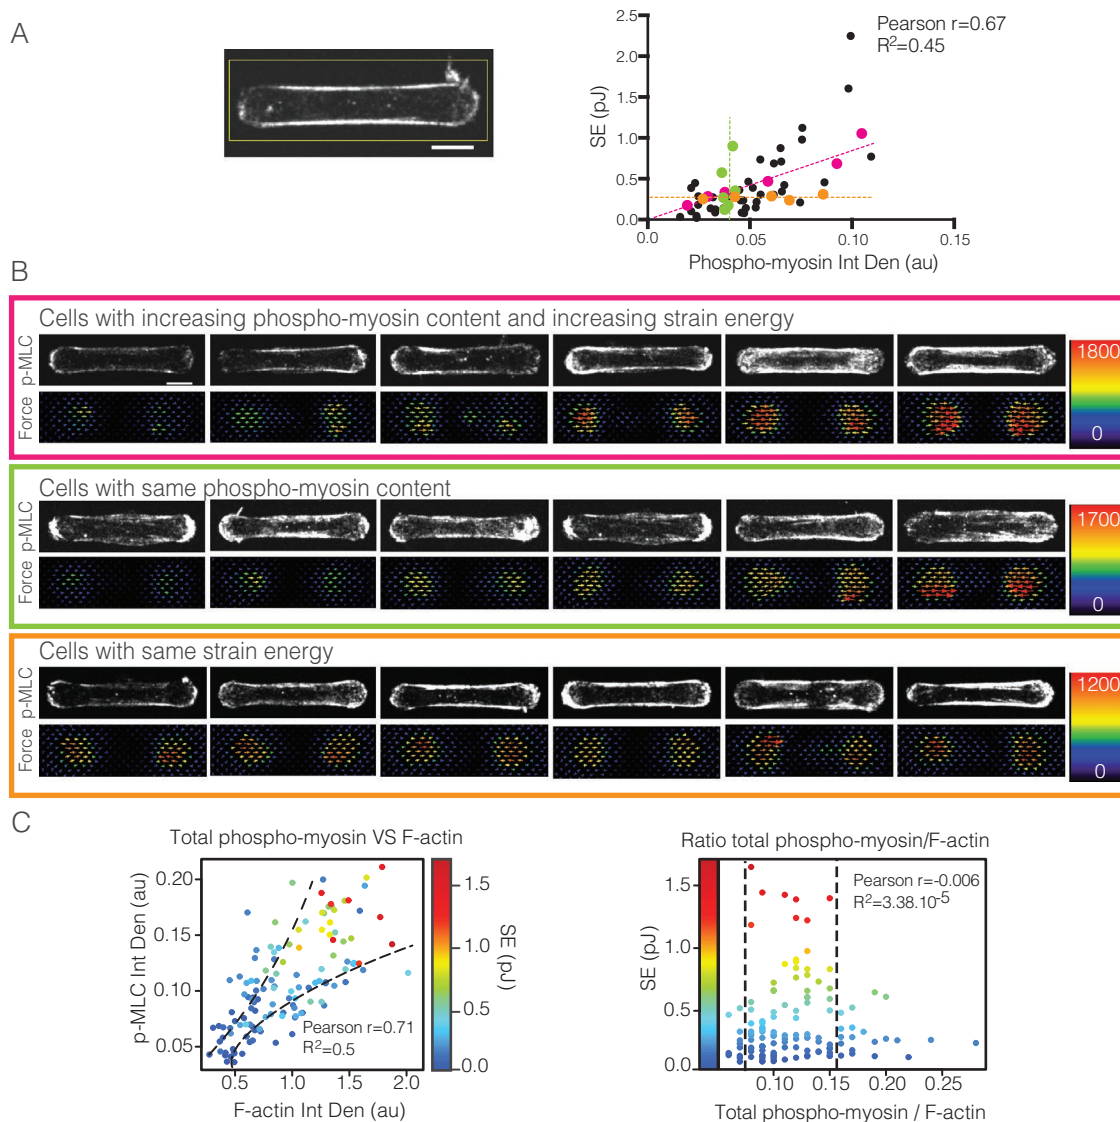 A
Pearson r=0.67
R²=0.45
2.5
2.0
1.5
1.0
0.5
0.0
SE (pJ)
0.0 0.05 0.10 0.15
Phospho-myosin Int Den (au)
B
Cells with increasing phospho-myosin content and increasing strain energy
p-MLC
Force
1800
0
Cells with same phospho-myosin content
p-MLC
Force
1700
0
Cells with same strain energy
p-MLC
Force
1200
0
C
Total phospho-myosin VS F-actin
p-MLC Int Den (au)
0.20
0.15
0.10
0.05
Pearson r=0.71
R²=0.5
0.5 1.0 1.5 2.0
F-actin Int Den (au)
1.5
1.0
0.5
0.0
SE (pJ)
Ratio total phospho-myosin/F-actin
Pearson r=-0.006
R²=3.38.10⁻⁵
SE (pJ)
1.5
1.0
0.5
0.0
0.10 0.15 0.20 0.25
Total phospho-myosin / F-actin